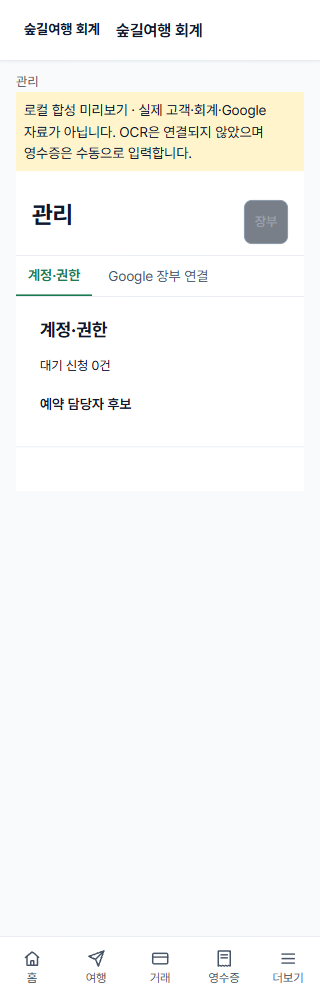 숲길여행 회계 숲길여행 회계
관리
로컬 합성 미리보기 · 실제 고객·회계·Google
자료가 아닙니다. OCR은 연결되지 않았으며
영수증은 수동으로 입력합니다.
관리
장부
계정·권한 Google 장부 연결
계정·권한
대기 신청 0건
예약 담당자 후보
홈 여행 거래 영수증 더보기